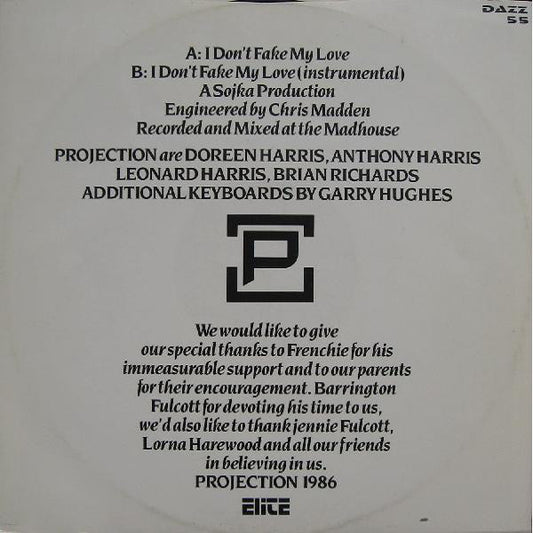 DAZZ
55
A: I Don't Fake My Love
B: I Don't Fake My Love (instrumental)
A Sojka Production
Engineered by Chris Madden
Recorded and Mixed at the Madhouse
PROJECTION are DOREEN HARRIS, ANTHONY HARRIS
LEONARD HARRIS, BRIAN RICHARDS
ADDITIONAL KEYBOARDS BY GARRY HUGHES
P
We would like to give
our special thanks to Frenchie for his
immeasurable support and to our parents
for their encouragement. Barrington
Fulcott for devoting his time to us,
we'd also like to thank jennie Fulcott,
Lorna Harewood and all our friends
in believing in us.
PROJECTION 1986
ELITE